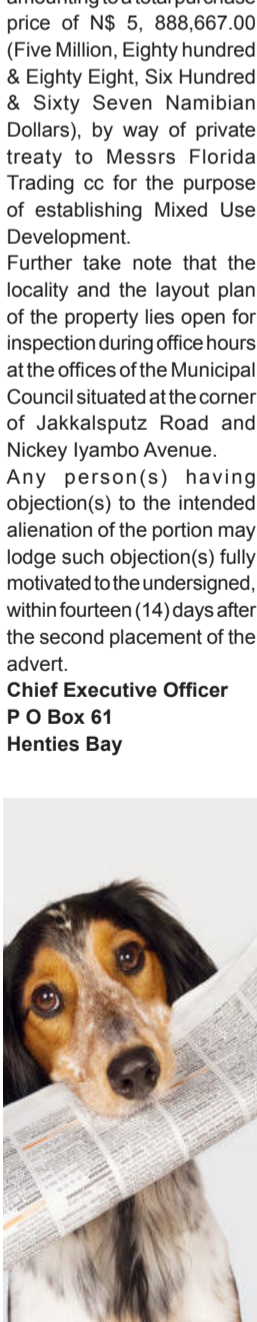 amounting to a total purchase
price of N$ 5, 888,667.00
(Five Million, Eighty hundred
& Eighty Eight, Six Hundred
& Sixty Seven Namibian
Dollars), by way of private
treaty to Messrs Florida
Trading cc for the purpose
of establishing Mixed Use
Development.
Further take note that the
locality and the layout plan
of the property lies open for
inspection during office hours
at the offices of the Municipal
Council situated at the corner
of Jakkalsputz Road and
Nickey Iyambo Avenue.
Any person(s) having
objection(s) to the intended
alienation of the portion may
lodge such objection(s) fully
motivated to the undersigned,
within fourteen (14) days after
the second placement of the
advert.
Chief Executive Officer
P O Box 61
Henties Bay